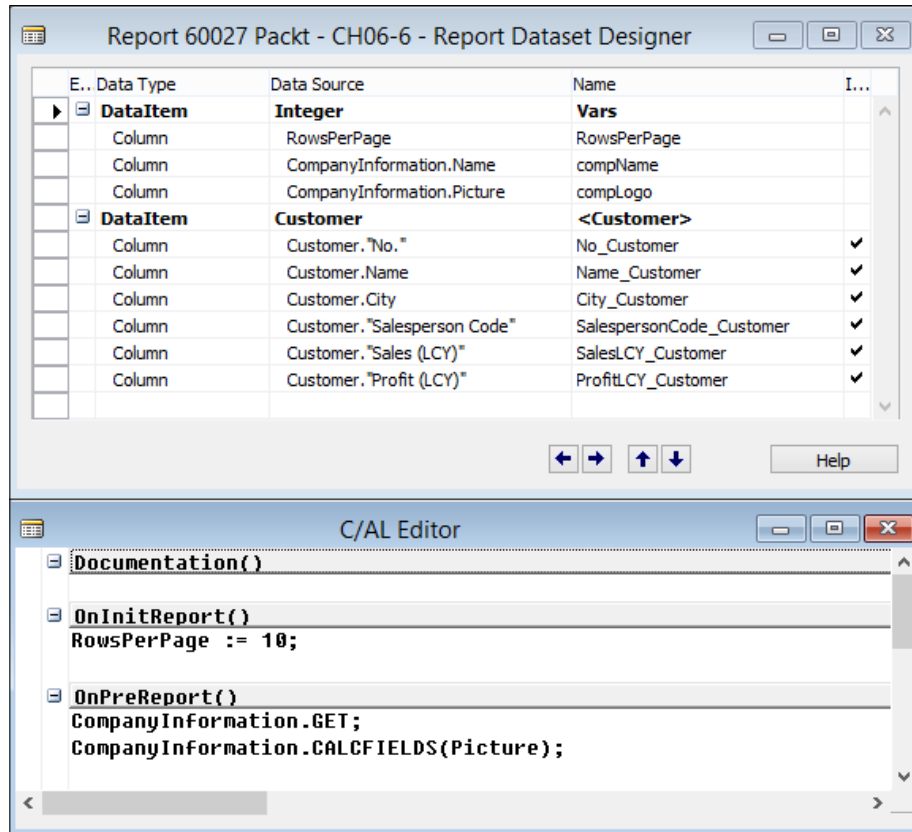 Report 60027 Packt - CH06-6 - Report Dataset Designer
E.. Data Type Data Source Name I...
DataItem Integer Vars
Column RowsPerPage RowsPerPage
Column CompanyInformation.Name compName
Column CompanyInformation.Picture compLogo
DataItem Customer <Customer>
Column Customer."No." No_Customer
Column Customer.Name Name_Customer
Column Customer.City City_Customer
Column Customer."Salesperson Code" SalespersonCode_Customer
Column Customer."Sales (LCY)" SalesLCY_Customer
Column Customer."Profit (LCY)" ProfitLCY_Customer
Help
C/AL Editor
Documentation()
OnInitReport()
RowsPerPage := 10;
OnPreReport()
CompanyInformation.GET;
CompanyInformation.CALCFIELDS(Picture);